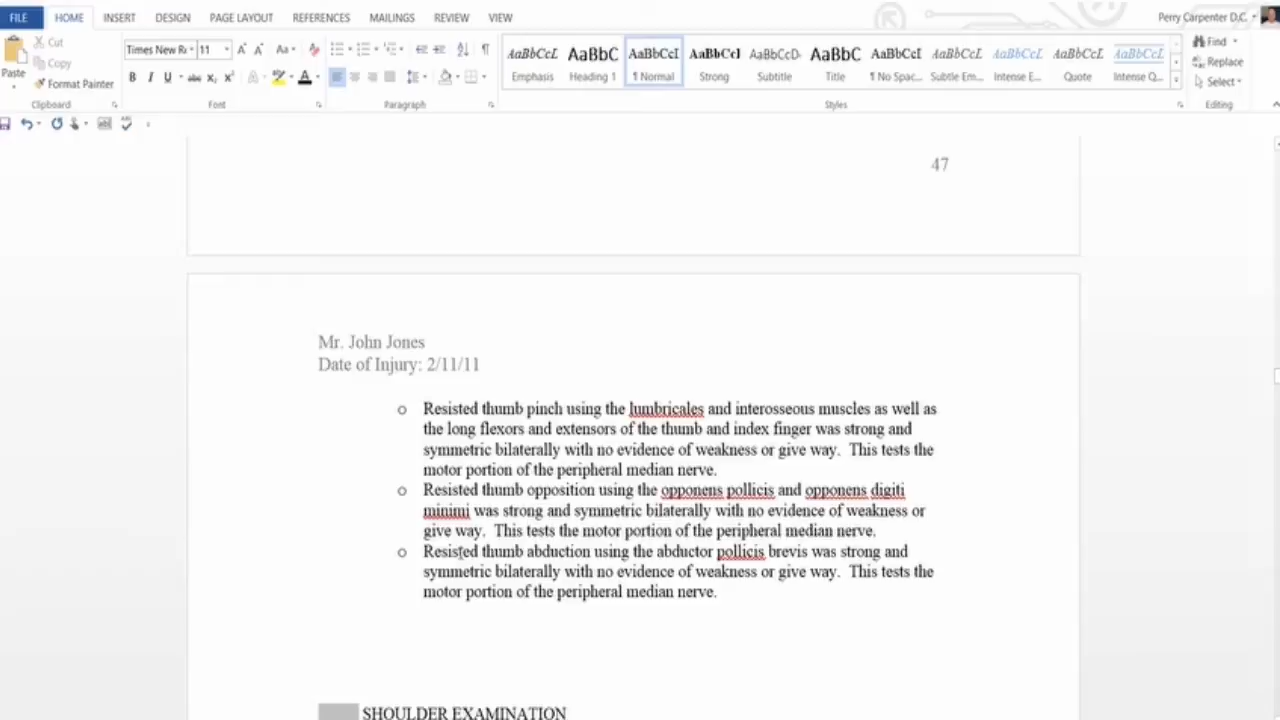 FILE HOME INSERT DESIGN PAGE LAYOUT REFERENCES MAILINGS REVIEW VIEW Perry Carpenter D.C.
Cut
Copy
Paste
Format Painter
Clipboard
Times New R 11 Aa
B I U abc X₂ X² A A
Font
Paragraph
AaBbCcL AaBbC AaBbCcI AaBbCcI AaBbCcD AaBbC AaBbCcI AaBbCcL AaBbCcL AaBbCcL AaBbCcL
Emphasis Heading 1 ¶ Normal Strong Subtitle Title ¶ No Spac... Subtle Em... Intense E... Quote Intense Q...
Styles
Find
Replace
Select
Editing
47
Mr. John Jones
Date of Injury: 2/11/11
o Resisted thumb pinch using the lumbricales and interosseous muscles as well as
the long flexors and extensors of the thumb and index finger was strong and
symmetric bilaterally with no evidence of weakness or give way. This tests the
motor portion of the peripheral median nerve.
o Resisted thumb opposition using the opponens pollicis and opponens digiti
minimi was strong and symmetric bilaterally with no evidence of weakness or
give way. This tests the motor portion of the peripheral median nerve.
o Resisted thumb abduction using the abductor pollicis brevis was strong and
symmetric bilaterally with no evidence of weakness or give way. This tests the
motor portion of the peripheral median nerve.
SHOULDER EXAMINATION